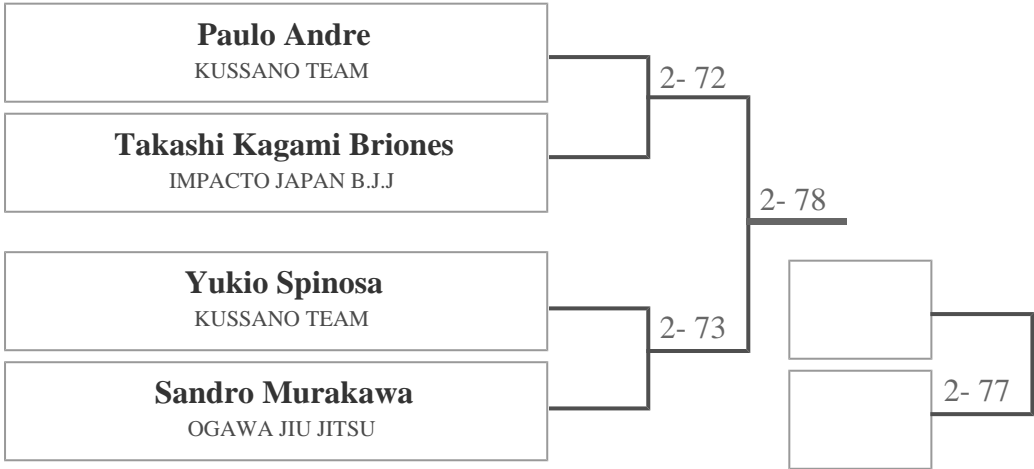 Paulo Andre
KUSSANO TEAM
2- 72
Takashi Kagami Briones
IMPACTO JAPAN B.J.J
2- 78
Yukio Spinosa
KUSSANO TEAM
2- 73
Sandro Murakawa
OGAWA JIU JITSU
2- 77